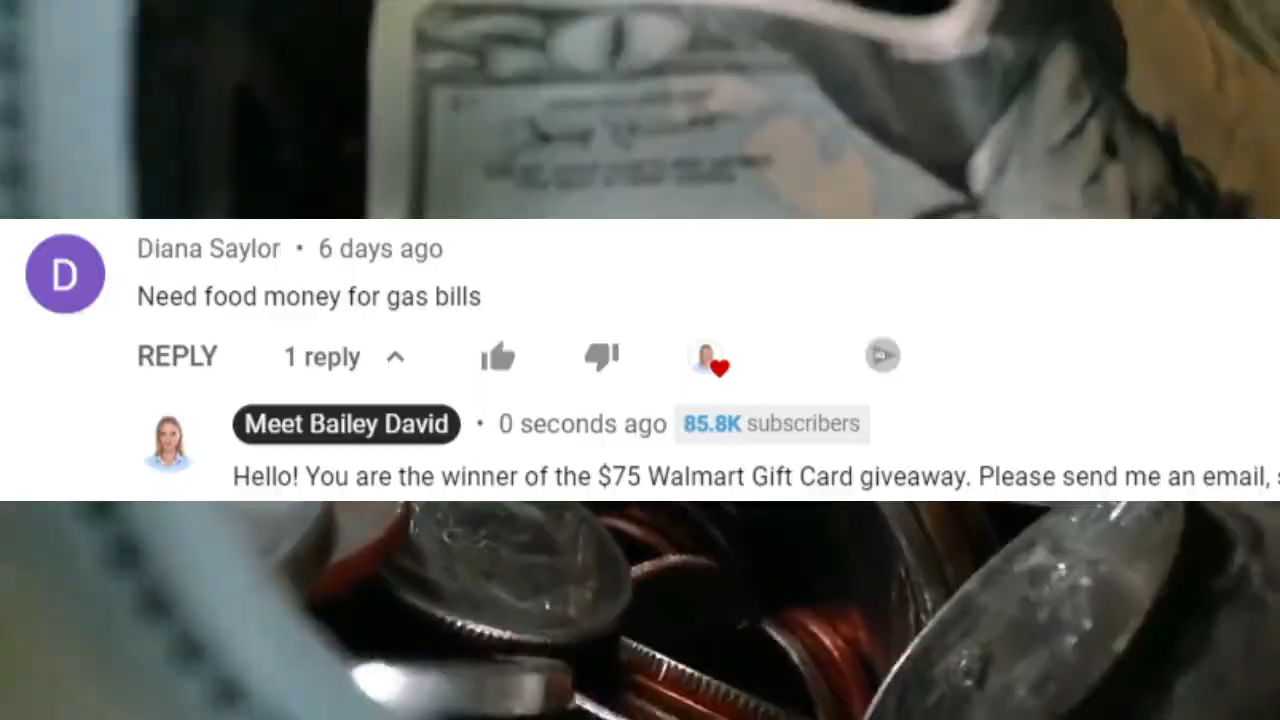 Diana Saylor • 6 days ago
D
Need food money for gas bills
REPLY 1 reply
Meet Bailey David • 0 seconds ago 85.8K subscribers
Hello! You are the winner of the $75 Walmart Gift Card giveaway. Please send me an email,